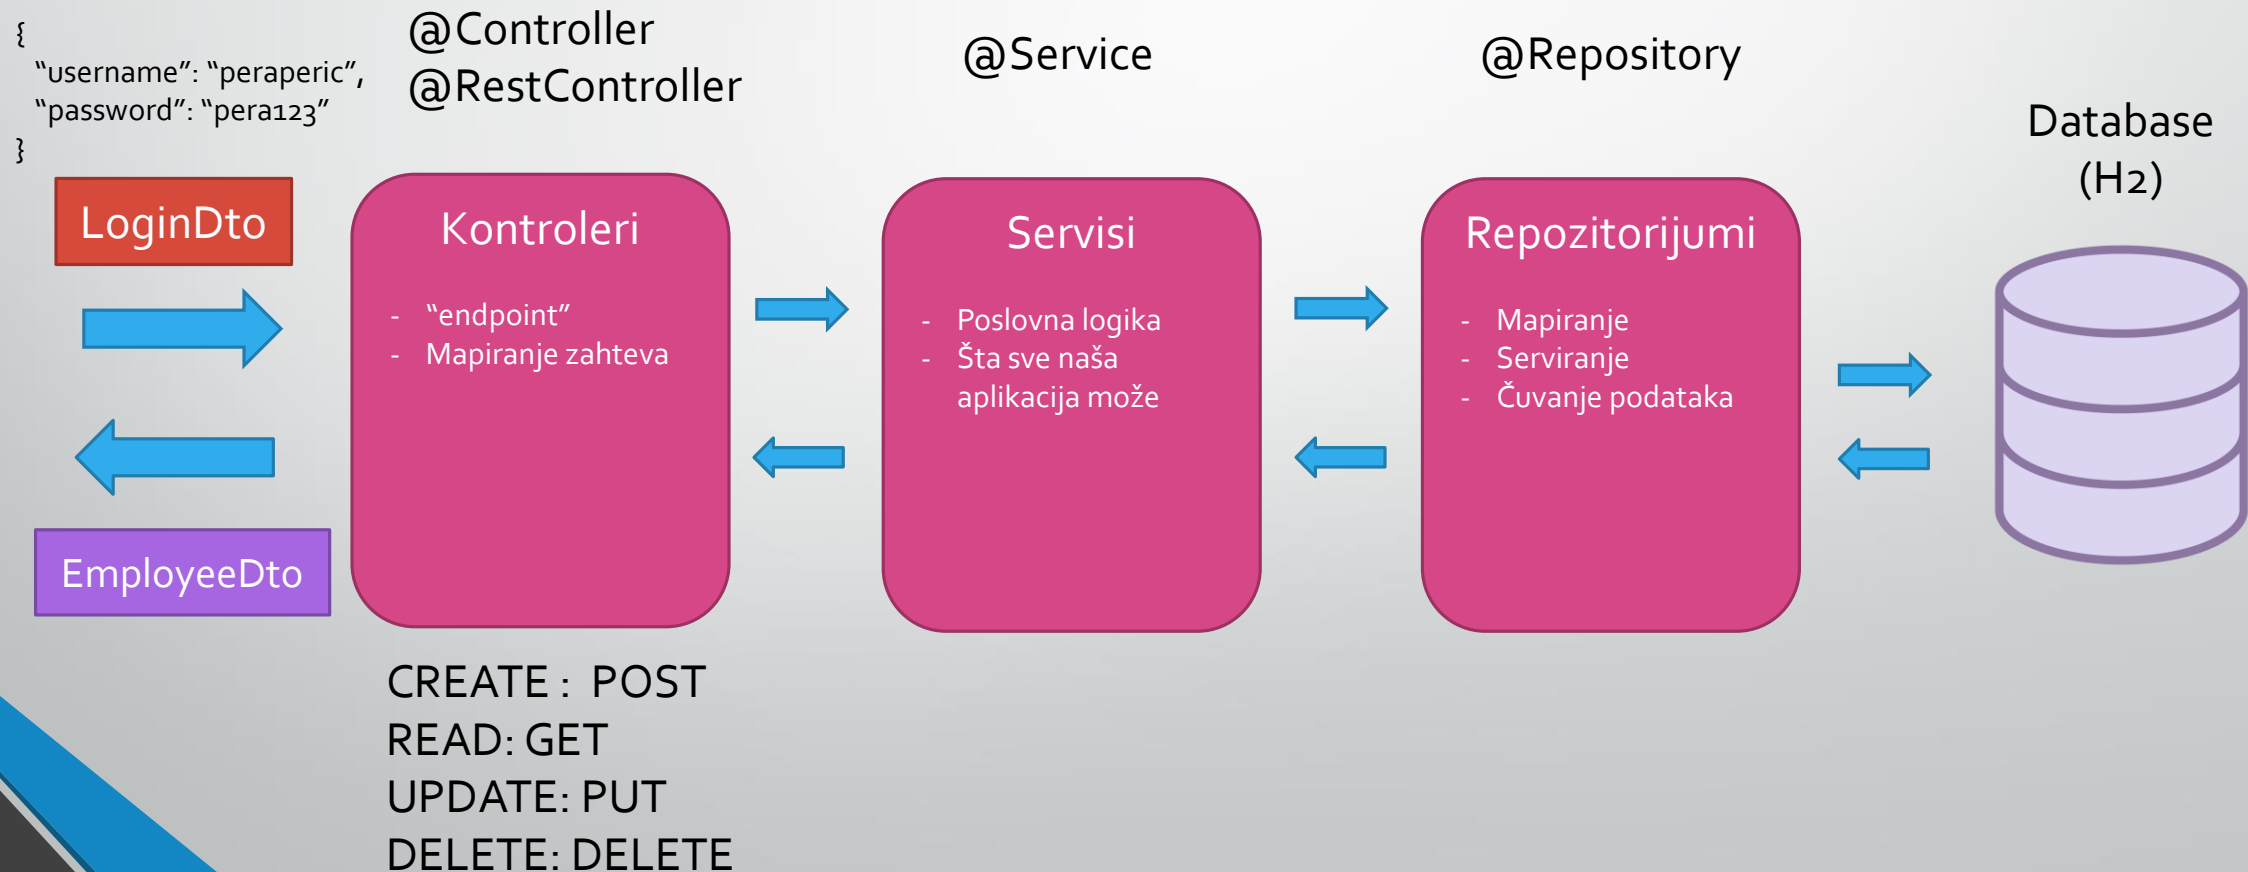 {
“username”: “peraperic”,
“password”: “pera123”
}
@Controller
@RestController
@Service
@Repository
Database
(H2)
LoginDto
EmployeeDto
Kontroleri
- “endpoint”
- Mapiranje zahteva
Servisi
- Poslovna logika
- Šta sve naša
aplikacija može
Repozitorijumi
- Mapiranje
- Serviranje
- Čuvanje podataka
CREATE : POST
READ: GET
UPDATE: PUT
DELETE: DELETE